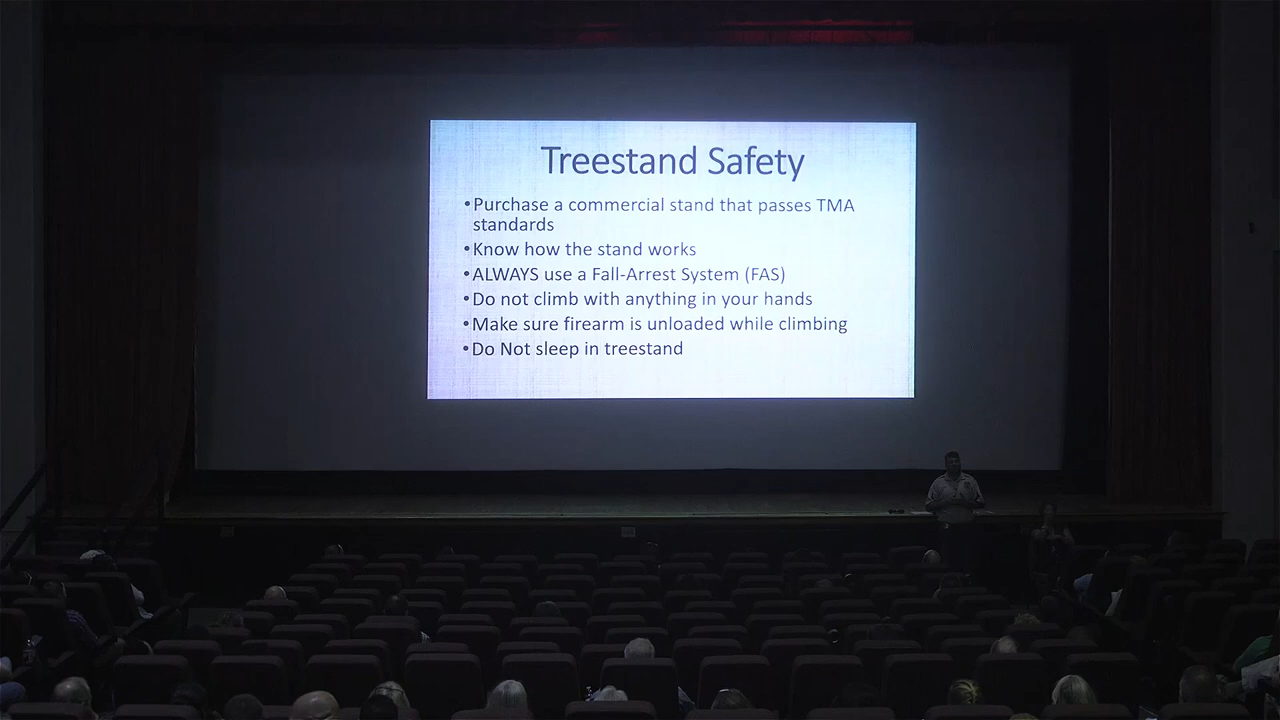 Treestand Safety
•Purchase a commercial stand that passes TMA
standards
•Know how the stand works
•ALWAYS use a Fall-Arrest System (FAS)
•Do not climb with anything in your hands
•Make sure firearm is unloaded while climbing
•Do Not sleep in treestand